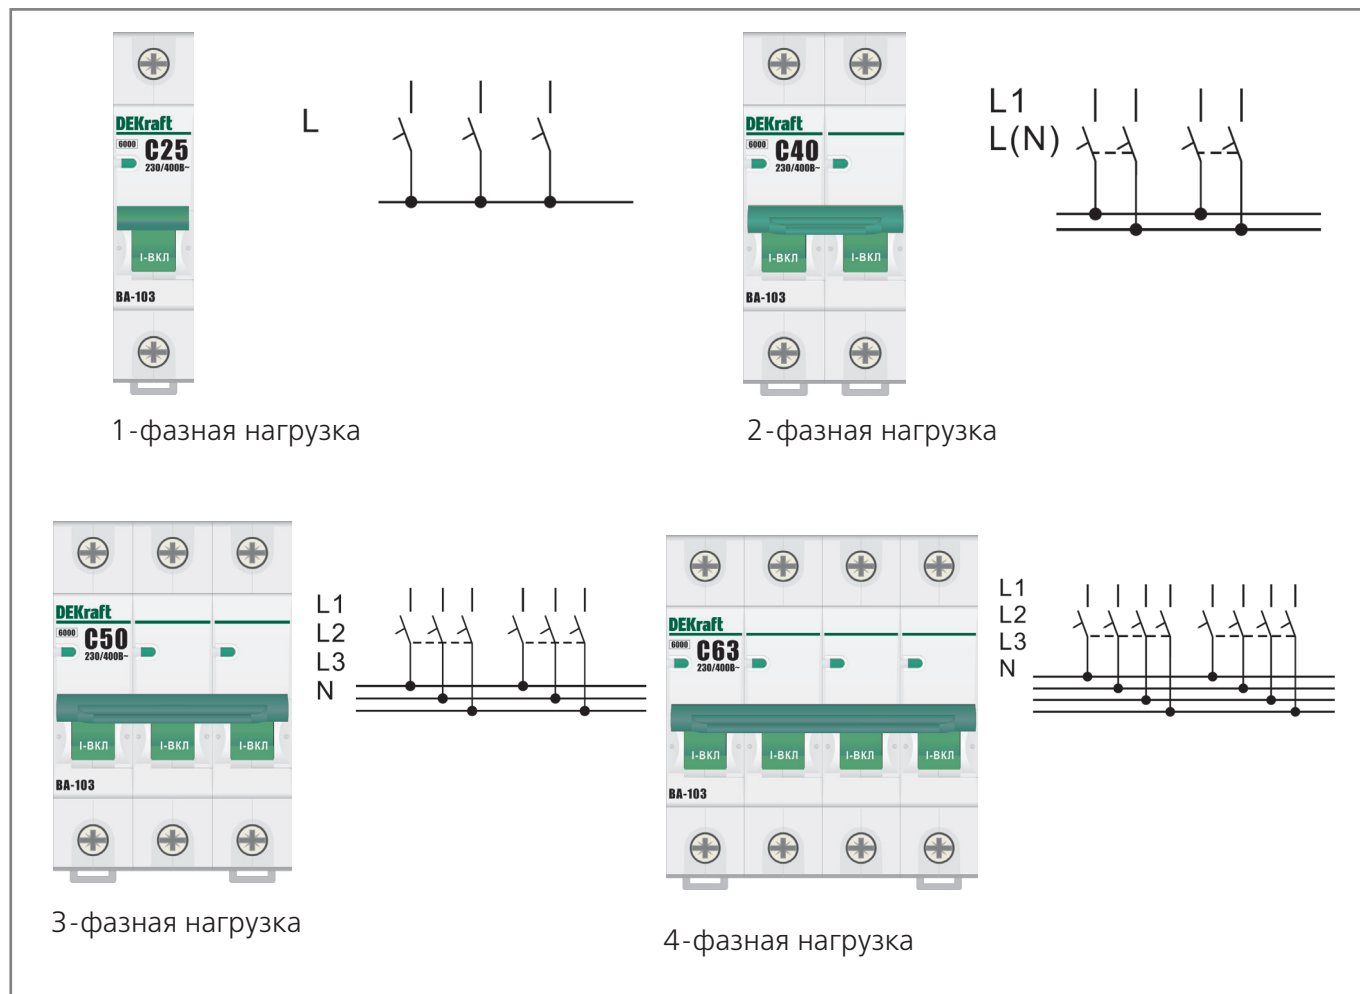 DEKraft
6000
C25
230/400В~
I-ВКЛ
ВА-103
L
1-фазная нагрузка
DEKraft
6000
C40
230/400В~
I-ВКЛ I-ВКЛ
ВА-103
L1
L(N)
2-фазная нагрузка
DEKraft
6000
C50
230/400В~
I-ВКЛ I-ВКЛ I-ВКЛ
ВА-103
L1
L2
L3
N
3-фазная нагрузка
DEKraft
6000
C63
230/400В~
I-ВКЛ I-ВКЛ I-ВКЛ I-ВКЛ
ВА-103
L1
L2
L3
N
4-фазная нагрузка